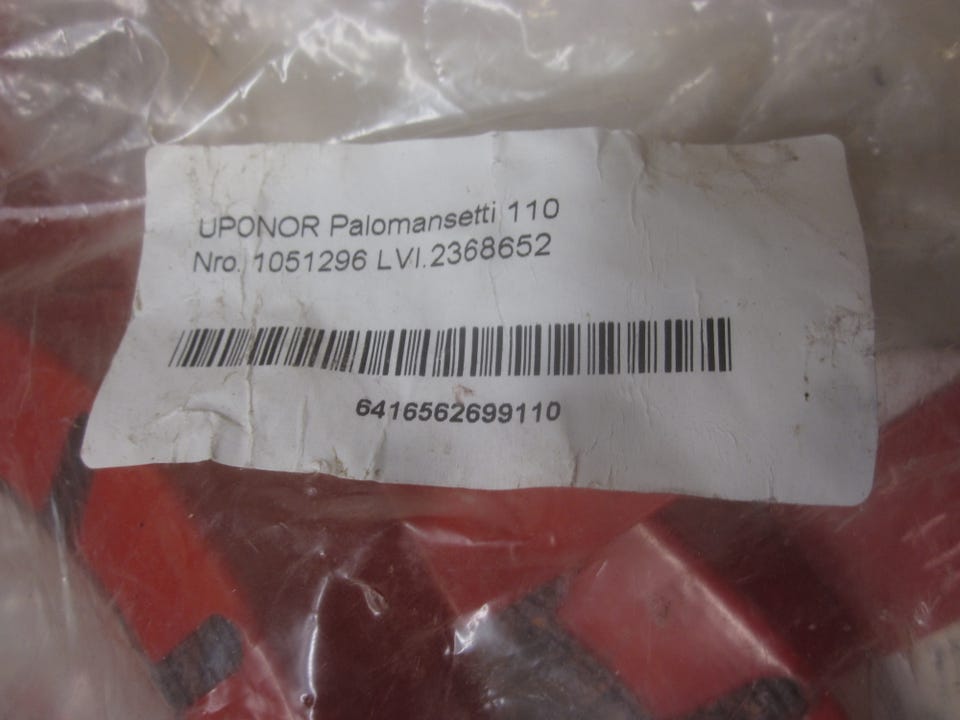 UPONOR Palomansetti 110
Nro. 1051296 LVI.2368652
6416562699110